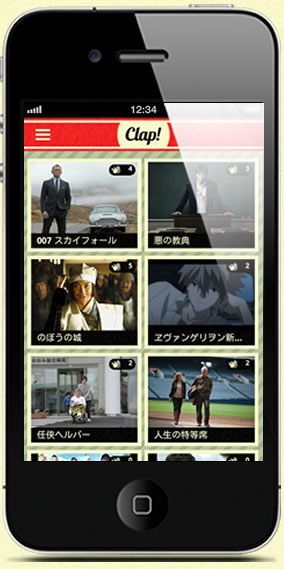 12:34
Clap!
4
3
007 スカイフォール
悪の教典
5
4
のぼうの城
ヱヴァンゲリヲン新...
2
2
任侠ヘルパー
人生の特等席